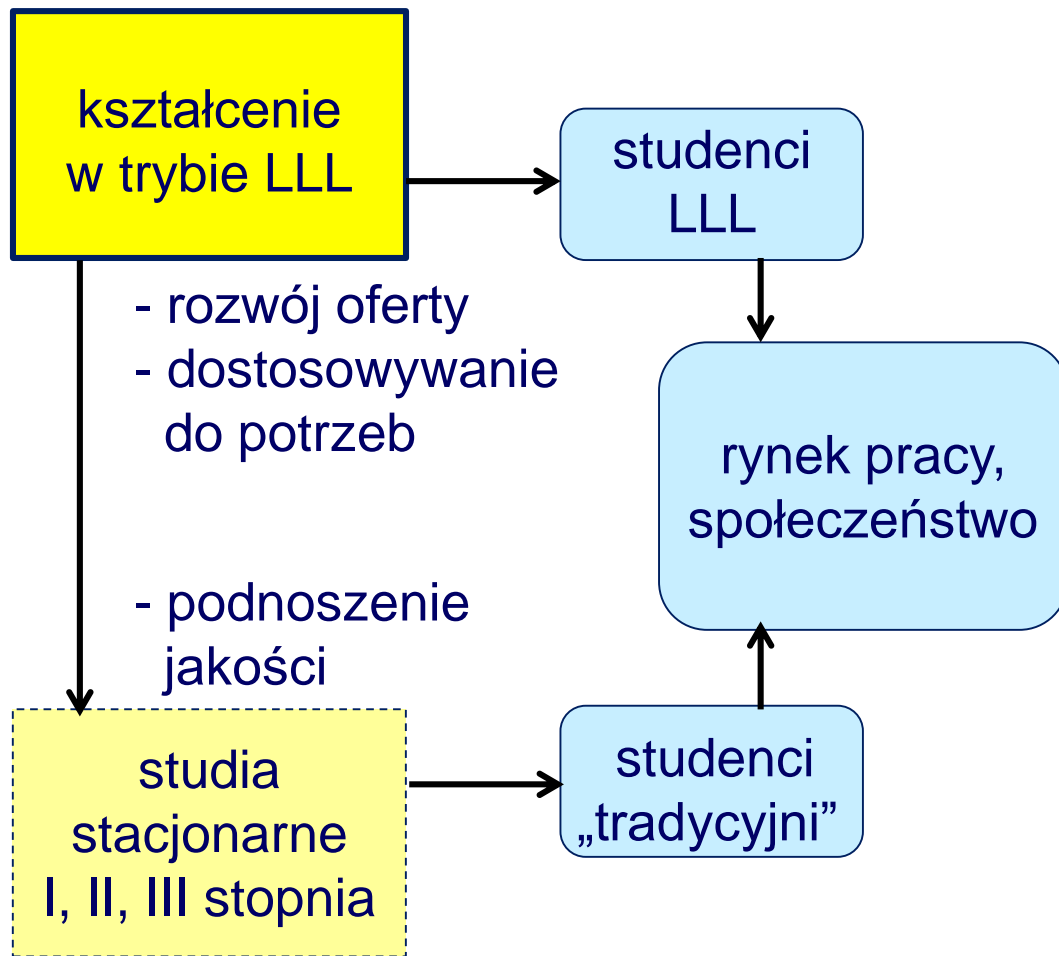 kształcenie
w trybie LLL
studenci
LLL
- rozwój oferty
- dostosowywanie
do potrzeb
rynek pracy,
społeczeństwo
- podnoszenie
jakości
studia
stacjonarne
I, II, III stopnia
studenci
„tradycyjni”